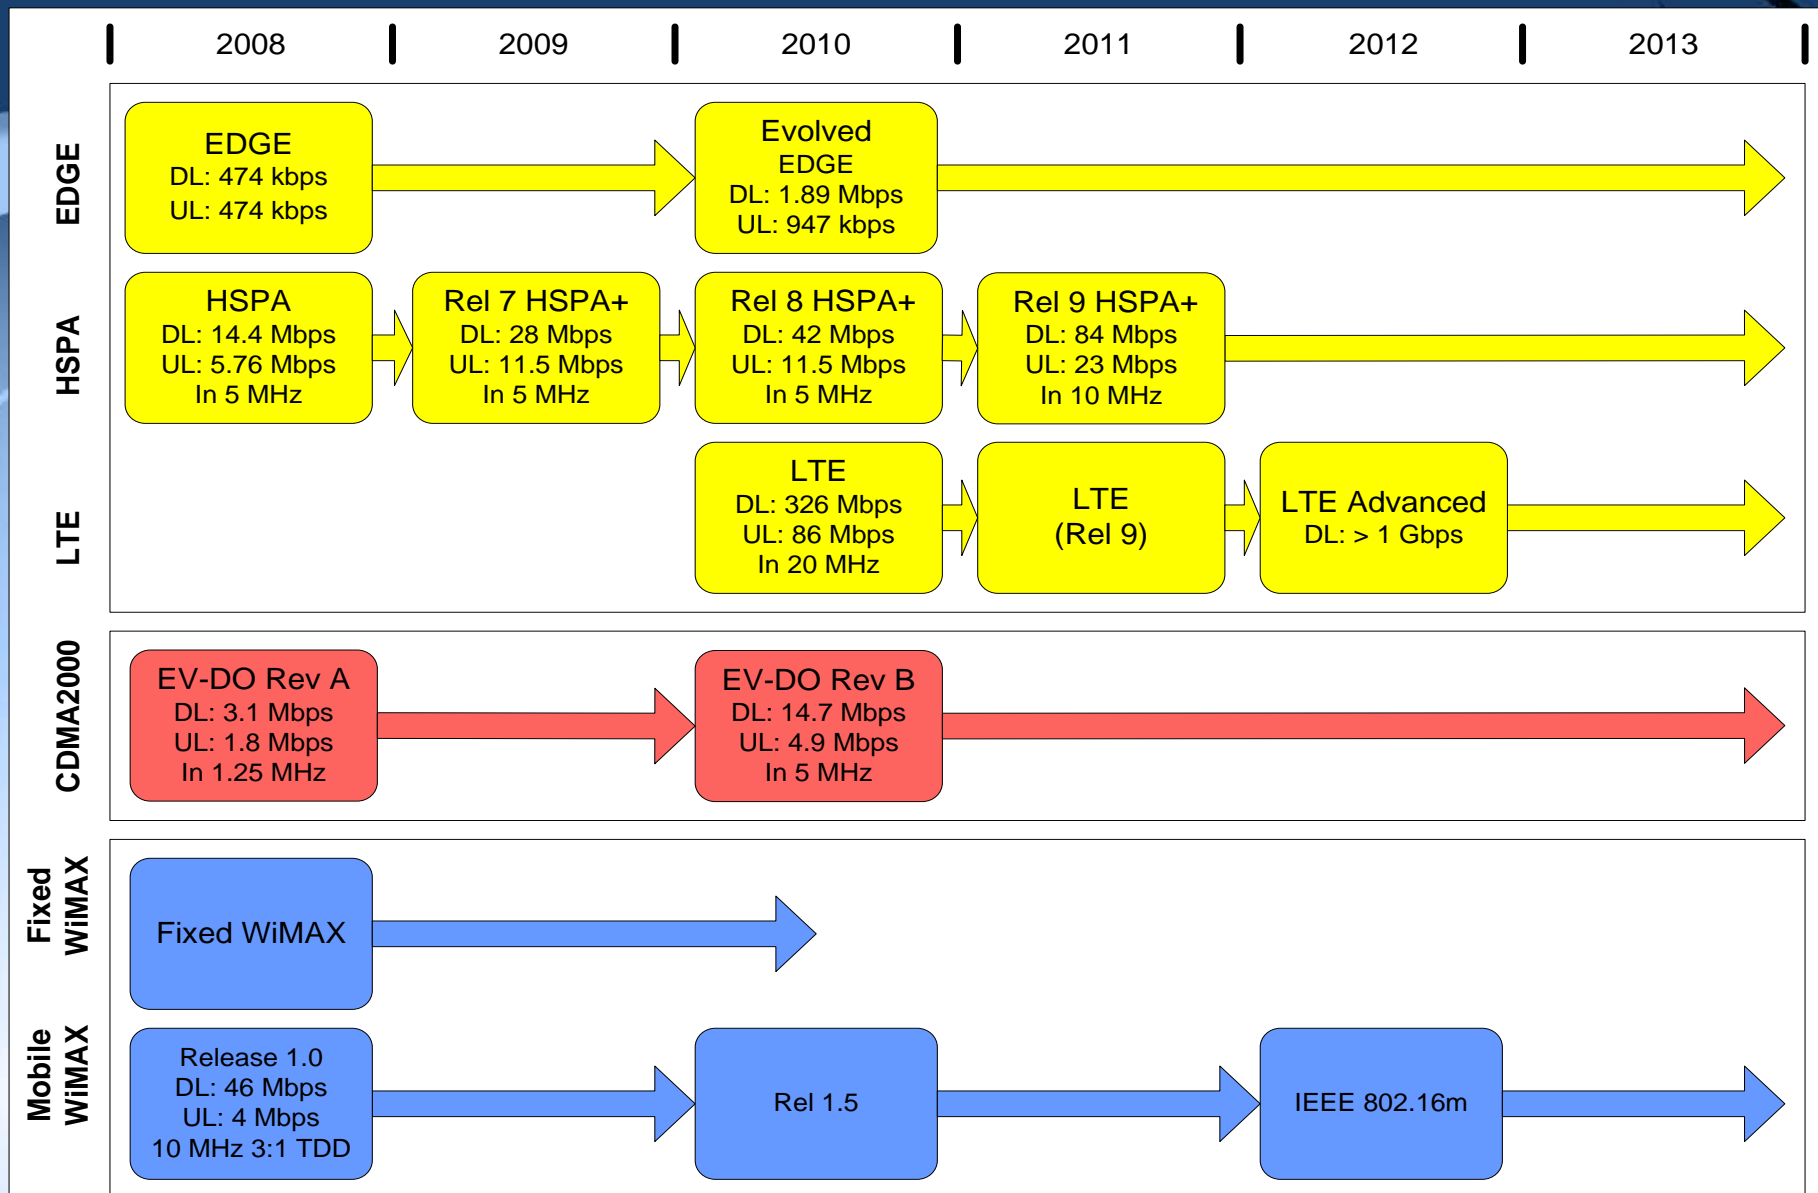 2008 2009 2010 2011 2012 2013
EDGE
EDGE
DL: 474 kbps
UL: 474 kbps
Evolved
EDGE
DL: 1.89 Mbps
UL: 947 kbps
HSPA
HSPA
DL: 14.4 Mbps
UL: 5.76 Mbps
In 5 MHz
Rel 7 HSPA+
DL: 28 Mbps
UL: 11.5 Mbps
In 5 MHz
Rel 8 HSPA+
DL: 42 Mbps
UL: 11.5 Mbps
In 5 MHz
Rel 9 HSPA+
DL: 84 Mbps
UL: 23 Mbps
In 10 MHz
LTE
LTE
DL: 326 Mbps
UL: 86 Mbps
In 20 MHz
LTE
(Rel 9)
LTE Advanced
DL: > 1 Gbps
CDMA2000
EV-DO Rev A
DL: 3.1 Mbps
UL: 1.8 Mbps
In 1.25 MHz
EV-DO Rev B
DL: 14.7 Mbps
UL: 4.9 Mbps
In 5 MHz
Fixed
WiMAX
Fixed WiMAX
Mobile
WiMAX
Release 1.0
DL: 46 Mbps
UL: 4 Mbps
10 MHz 3:1 TDD
Rel 1.5
IEEE 802.16m